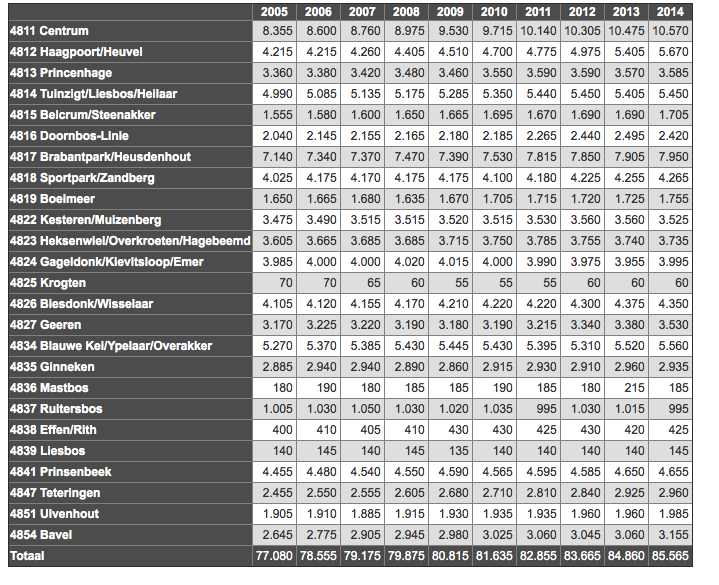 2005 2006 2007 2008 2009 2010 2011 2012 2013 2014
4811 Centrum 8.355 8.600 8.760 8.975 9.530 9.715 10.140 10.305 10.475 10.570
4812 Haagpoort/Heuvel 4.215 4.215 4.260 4.405 4.510 4.700 4.775 4.975 5.405 5.670
4813 Princenhage 3.360 3.380 3.420 3.480 3.460 3.550 3.590 3.590 3.570 3.585
4814 Tuinzigt/Liesbos/Heilaar 4.990 5.085 5.135 5.175 5.285 5.350 5.440 5.450 5.405 5.450
4815 Belcrum/Steenakker 1.555 1.580 1.600 1.650 1.665 1.695 1.670 1.690 1.690 1.705
4816 Doornbos-Linie 2.040 2.145 2.155 2.165 2.180 2.185 2.265 2.440 2.495 2.420
4817 Brabantpark/Heusdenhout 7.140 7.340 7.370 7.470 7.390 7.530 7.815 7.850 7.905 7.950
4818 Sportpark/Zandberg 4.025 4.175 4.170 4.175 4.175 4.100 4.180 4.225 4.255 4.265
4819 Boeimeer 1.650 1.665 1.680 1.635 1.670 1.705 1.715 1.720 1.725 1.755
4822 Kesteren/Muizenberg 3.475 3.490 3.515 3.515 3.520 3.515 3.530 3.560 3.560 3.525
4823 Heksenwiel/Overkroeten/Hagebeemd 3.605 3.665 3.685 3.685 3.715 3.750 3.785 3.755 3.740 3.735
4824 Gageldonk/Kievitsloop/Emer 3.985 4.000 4.000 4.020 4.015 4.000 3.990 3.975 3.955 3.995
4825 Krogten 70 70 65 60 55 55 55 60 60 60
4826 Biesdonk/Wisselaar 4.105 4.120 4.155 4.170 4.210 4.220 4.220 4.300 4.375 4.350
4827 Geeren 3.170 3.225 3.220 3.190 3.180 3.190 3.215 3.340 3.380 3.530
4834 Blauwe Kei/Ypelaar/Overakker 5.270 5.370 5.385 5.430 5.445 5.430 5.395 5.310 5.520 5.560
4835 Ginneken 2.885 2.940 2.940 2.890 2.860 2.915 2.930 2.910 2.960 2.935
4836 Mastbos 180 190 180 185 185 190 185 180 215 185
4837 Ruitersbos 1.005 1.030 1.050 1.030 1.020 1.035 995 1.030 1.015 995
4838 Effen/Rith 400 410 405 410 430 430 425 430 420 425
4839 Liesbos 140 145 140 145 135 140 140 140 140 145
4841 Prinsenbeek 4.455 4.480 4.540 4.550 4.590 4.565 4.595 4.585 4.650 4.655
4847 Teteringen 2.455 2.550 2.555 2.605 2.680 2.710 2.810 2.840 2.925 2.960
4851 Ulvenhout 1.905 1.910 1.885 1.915 1.930 1.935 1.935 1.960 1.960 1.985
4854 Bavel 2.645 2.775 2.905 2.945 2.980 3.025 3.060 3.045 3.060 3.155
Totaal 77.080 78.555 79.175 79.875 80.815 81.635 82.855 83.665 84.860 85.565